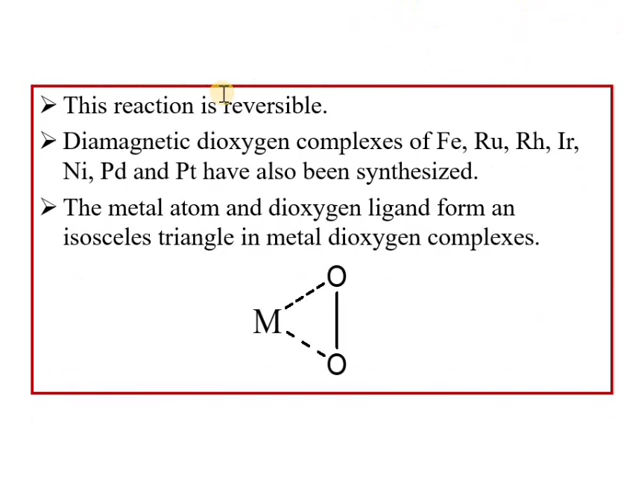 ➢ This reaction is reversible.
➢ Diamagnetic dioxygen complexes of Fe, Ru, Rh, Ir,
Ni, Pd and Pt have also been synthesized.
➢ The metal atom and dioxygen ligand form an
isosceles triangle in metal dioxygen complexes.
O
M
O